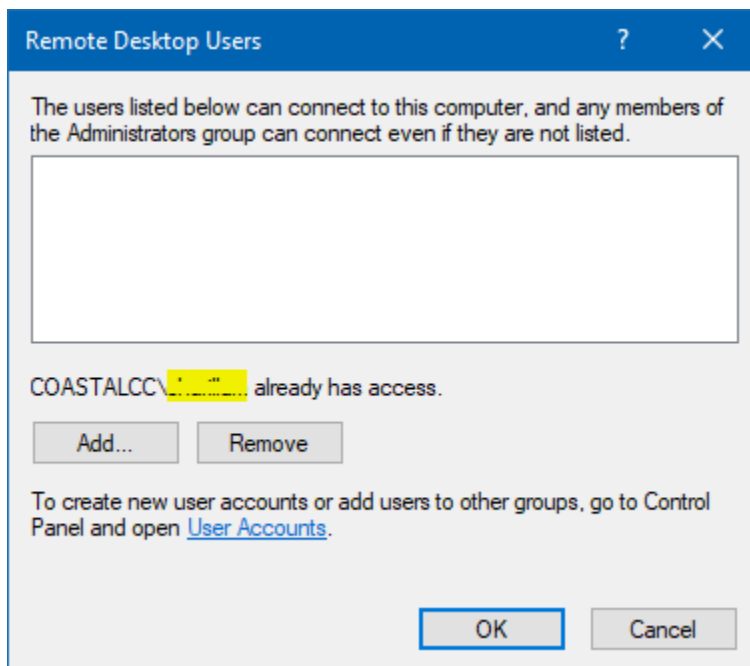 Remote Desktop Users
?
The users listed below can connect to this computer, and any members of
the Administrators group can connect even if they are not listed.
COASTALCC\ already has access.
Add...
Remove
To create new user accounts or add users to other groups, go to Control
Panel and open User Accounts.
OK
Cancel